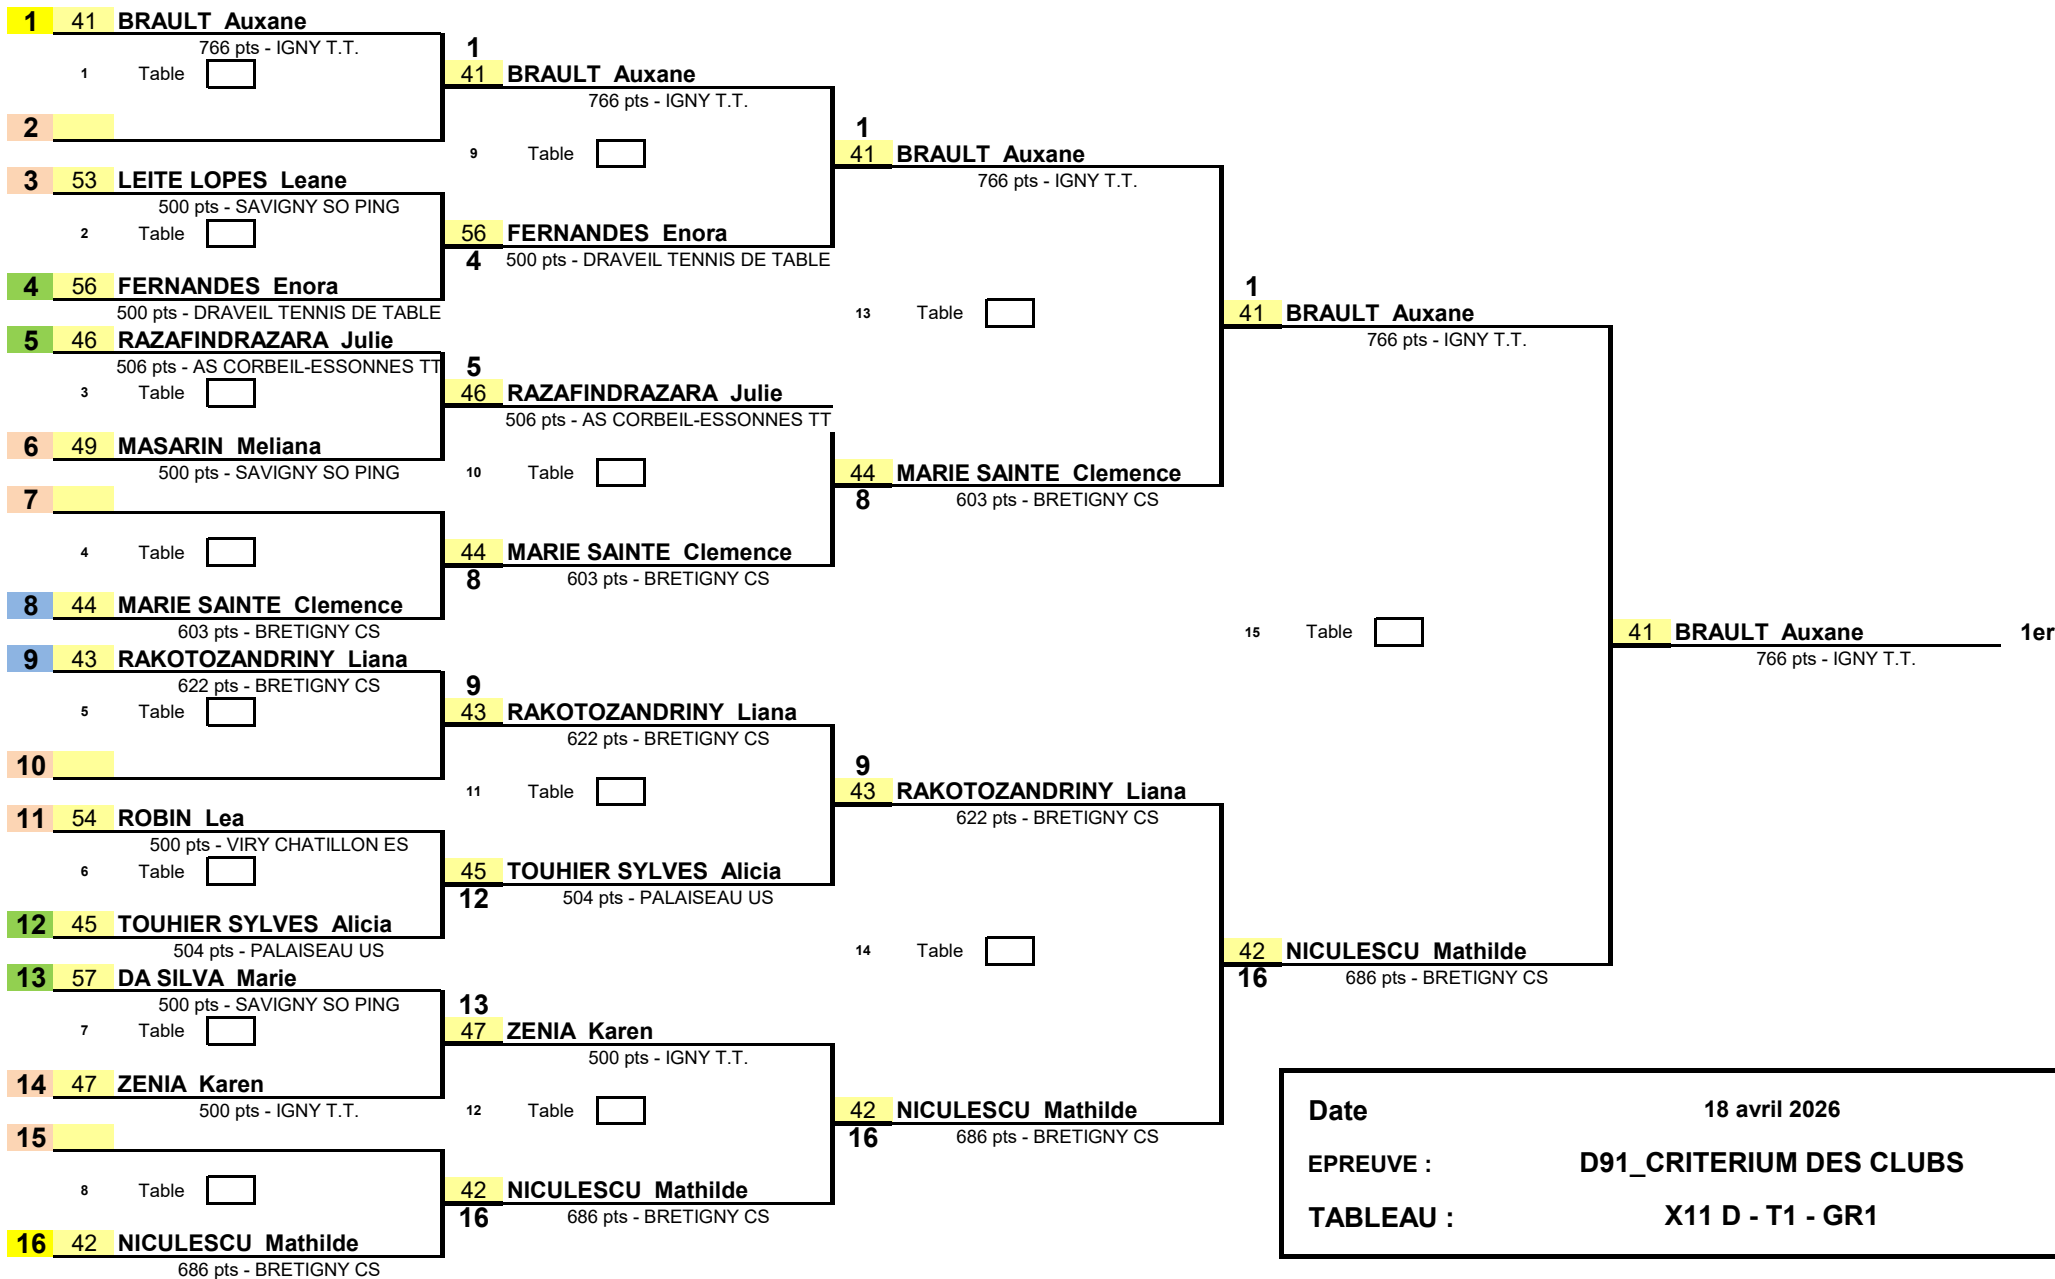 1 41 BRAULT Auxane
766 pts - IGNY T.T.
1 Table
2
3 53 LEITE LOPES Leane
500 pts - SAVIGNY SO PING
2 Table
4 56 FERNANDES Enora
500 pts - DRAVEIL TENNIS DE TABLE
5 46 RAZAFINDRAZARA Julie
506 pts - AS CORBEIL-ESSONNES TT
3 Table
6 49 MASARIN Meliana
500 pts - SAVIGNY SO PING
7
4 Table
8 44 MARIE SAINTE Clemence
603 pts - BRETIGNY CS
9 43 RAKOTOZANDRINY Liana
622 pts - BRETIGNY CS
5 Table
10
11 54 ROBIN Lea
500 pts - VIRY CHATILLON ES
6 Table
12 45 TOUHIER SYLVES Alicia
504 pts - PALAISEAU US
13 57 DA SILVA Marie
500 pts - SAVIGNY SO PING
7 Table
14 47 ZENIA Karen
500 pts - IGNY T.T.
15
8 Table
16 42 NICULESCU Mathilde
686 pts - BRETIGNY CS
1
41 BRAULT Auxane
766 pts - IGNY T.T.
9 Table
56 FERNANDES Enora
4 500 pts - DRAVEIL TENNIS DE TABLE
5
46 RAZAFINDRAZARA Julie
506 pts - AS CORBEIL-ESSONNES TT
10 Table
44 MARIE SAINTE Clemence
8 603 pts - BRETIGNY CS
9
43 RAKOTOZANDRINY Liana
622 pts - BRETIGNY CS
11 Table
45 TOUHIER SYLVES Alicia
12 504 pts - PALAISEAU US
13
47 ZENIA Karen
500 pts - IGNY T.T.
12 Table
42 NICULESCU Mathilde
16 686 pts - BRETIGNY CS
1
41 BRAULT Auxane
766 pts - IGNY T.T.
13 Table
44 MARIE SAINTE Clemence
8 603 pts - BRETIGNY CS
9
43 RAKOTOZANDRINY Liana
622 pts - BRETIGNY CS
14 Table
42 NICULESCU Mathilde
16 686 pts - BRETIGNY CS
1
41 BRAULT Auxane
766 pts - IGNY T.T.
15 Table
42 NICULESCU Mathilde
16 686 pts - BRETIGNY CS
41 BRAULT Auxane 1er
766 pts - IGNY T.T.
Date 18 avril 2026
EPREUVE : D91_CRITERIUM DES CLUBS
TABLEAU : X11 D - T1 - GR1